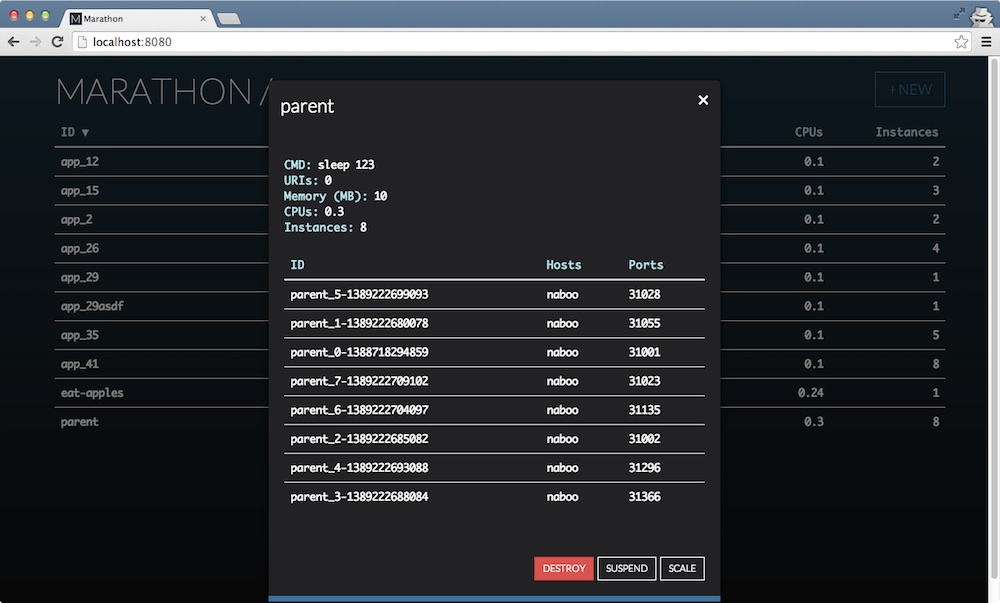 Marathon
localhost:8080
MARATHON /
+ NEW
ID ▼ CPUs Instances
app_12 0.1 2
app_15 0.1 3
app_2 0.1 2
app_26 0.1 4
app_29 0.1 1
app_29asdf 0.1 1
app_35 0.1 5
app_41 0.1 8
eat-apples 0.24 1
parent 0.3 8
parent ×
CMD: sleep 123
URIs: 0
Memory (MB): 10
CPUs: 0.3
Instances: 8
ID Hosts Ports
parent_5-1389222699093 naboo 31028
parent_1-1389222680078 naboo 31055
parent_0-1388718294859 naboo 31001
parent_7-1389222709102 naboo 31023
parent_6-1389222704097 naboo 31135
parent_2-1389222685082 naboo 31002
parent_4-1389222693088 naboo 31296
parent_3-1389222688084 naboo 31366
DESTROY SUSPEND SCALE